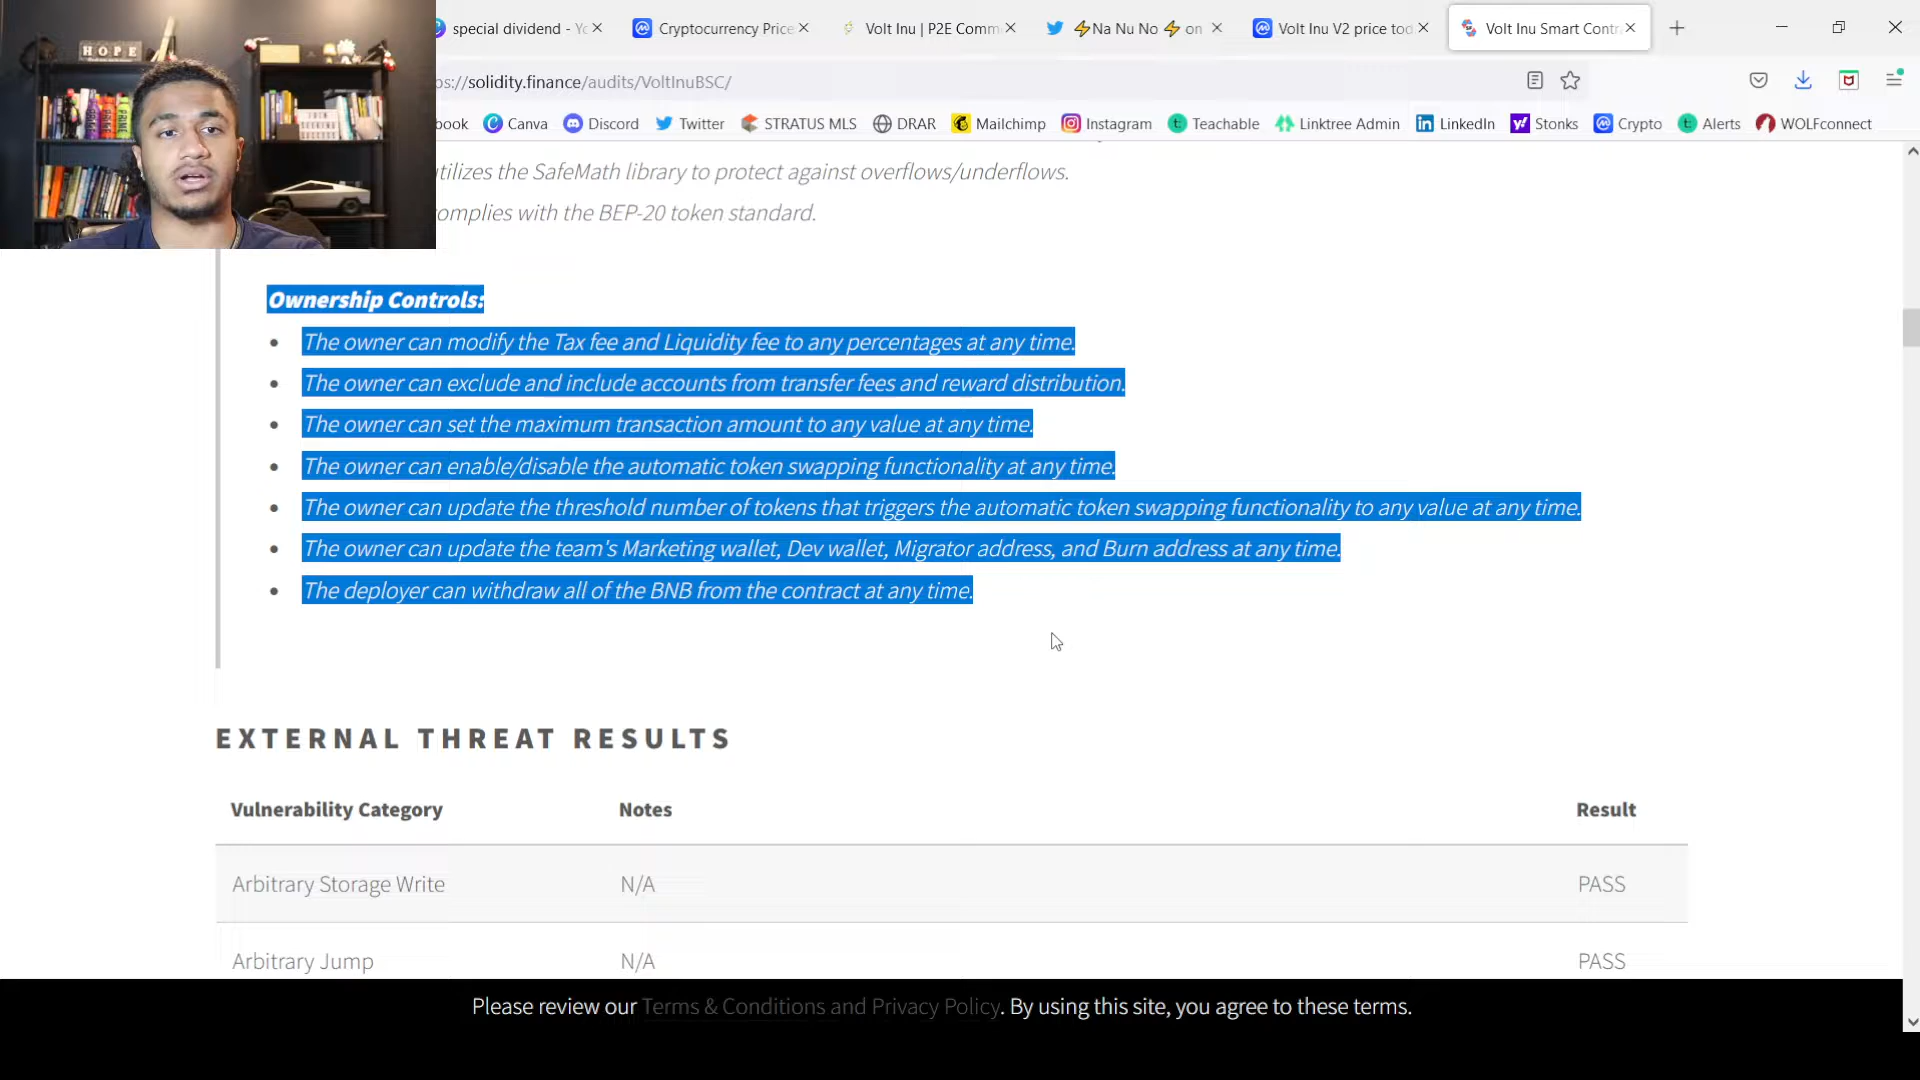 HOPE
special dividend - Yo
Cryptocurrency Price
Volt Inu | P2E Comm
⚡Na Nu No ⚡ on
Volt Inu V2 price tod
Volt Inu Smart Contr
ps://solidity.finance/audits/VoltInuBSC/
book
Canva
Discord
Twitter
STRATUS MLS
DRAR
Mailchimp
Instagram
Teachable
Linktree Admin
LinkedIn
Stonks
Crypto
Alerts
WOLFconnect
utilizes the SafeMath library to protect against overflows/underflows.
complies with the BEP-20 token standard.
Ownership Controls:
• The owner can modify the Tax fee and Liquidity fee to any percentages at any time.
• The owner can exclude and include accounts from transfer fees and reward distribution.
• The owner can set the maximum transaction amount to any value at any time.
• The owner can enable/disable the automatic token swapping functionality at any time.
• The owner can update the threshold number of tokens that triggers the automatic token swapping functionality to any value at any time.
• The owner can update the team's Marketing wallet, Dev wallet, Migrator address, and Burn address at any time.
• The deployer can withdraw all of the BNB from the contract at any time.
EXTERNAL THREAT RESULTS
Vulnerability Category Notes Result
Arbitrary Storage Write N/A PASS
Arbitrary Jump N/A PASS
Please review our Terms & Conditions and Privacy Policy. By using this site, you agree to these terms.